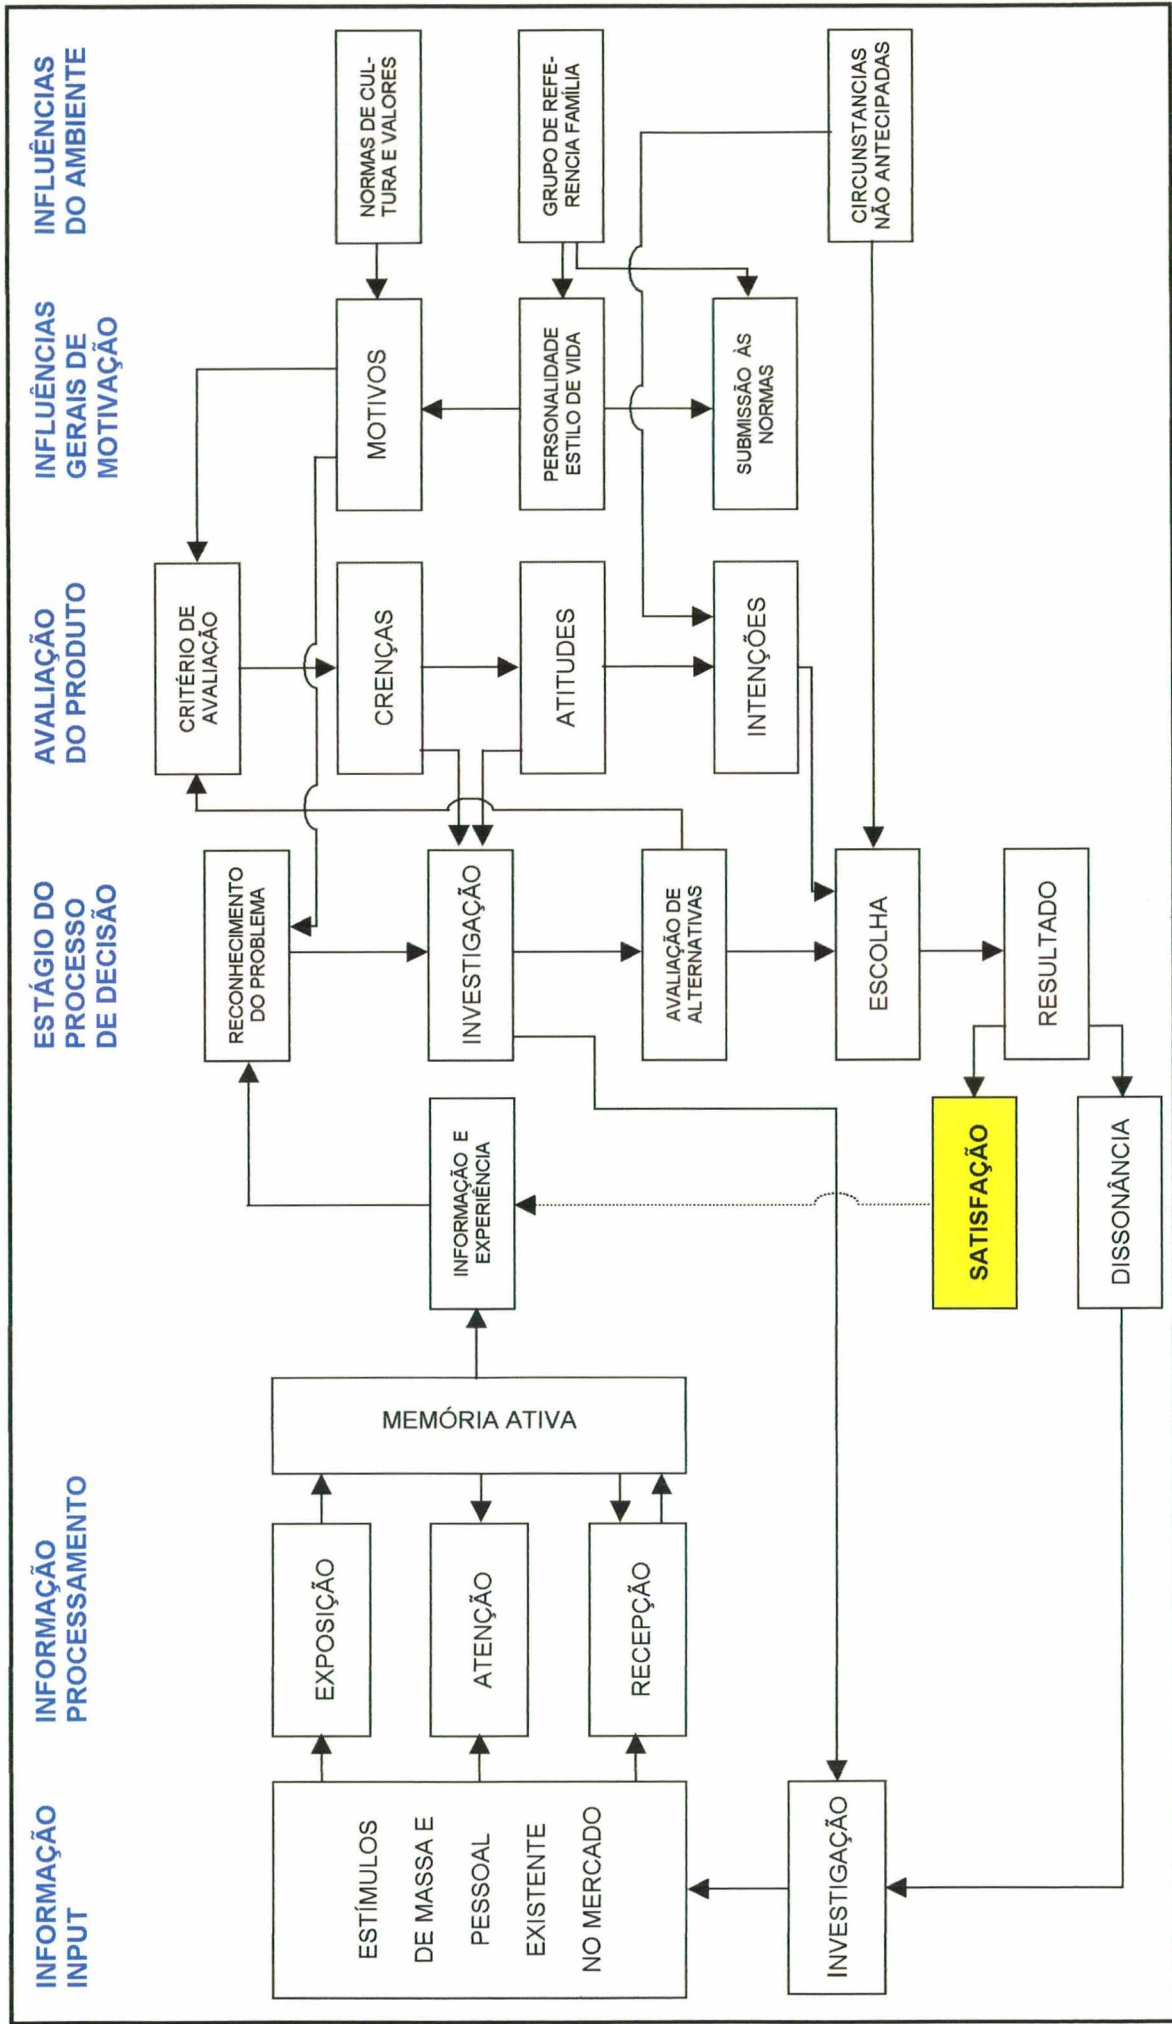 INFORMAÇÃO
INPUT
INFORMAÇÃO
PROCESSAMENTO
ESTÁGIO DO
PROCESSO
DE DECISÃO
AVALIAÇÃO
DO PRODUTO
INFLUÊNCIAS
GERAIS DE
MOTIVAÇÃO
INFLUÊNCIAS
DO AMBIENTE
ESTÍMULOS
DE MASSA E
PESSOAL
EXISTENTE
NO MERCADO
INVESTIGAÇÃO
EXPOSIÇÃO
ATENÇÃO
RECEPÇÃO
MEMÓRIA ATIVA
INFORMAÇÃO E
EXPERIÊNCIA
SATISFAÇÃO
DISSONÂNCIA
RECONHECIMENTO
DO PROBLEMA
INVESTIGAÇÃO
AVALIAÇÃO DE
ALTERNATIVAS
ESCOLHA
RESULTADO
CRITÉRIO DE
AVALIAÇÃO
CRENÇAS
ATITUDES
INTENÇÕES
MOTIVOS
PERSONALIDADE
ESTILO DE VIDA
SUBMISSÃO ÀS
NORMAS
NORMAS DE CUL-
TURA E VALORES
GRUPO DE REFE-
RENCIA FAMÍLIA
CIRCUNSTANCIAS
NÃO ANTECIPADAS